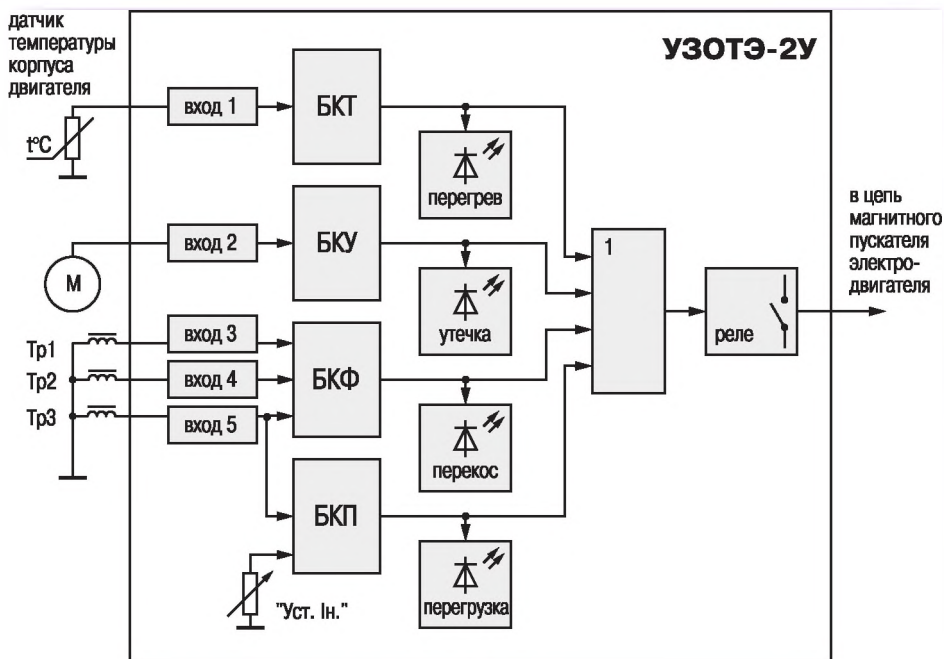 датчик
температуры
корпуса
двигателя
t°C
УЗОТЭ-2У
вход 1
БКТ
перегрев
вход 2
БКУ
М
утечка
1
реле
в цепь
магнитного
пускателя
электро-
двигателя
Тр1
вход 3
Тр2
вход 4
БКФ
Тр3
вход 5
перекос
БКП
"Уст. Iн."
перегрузка